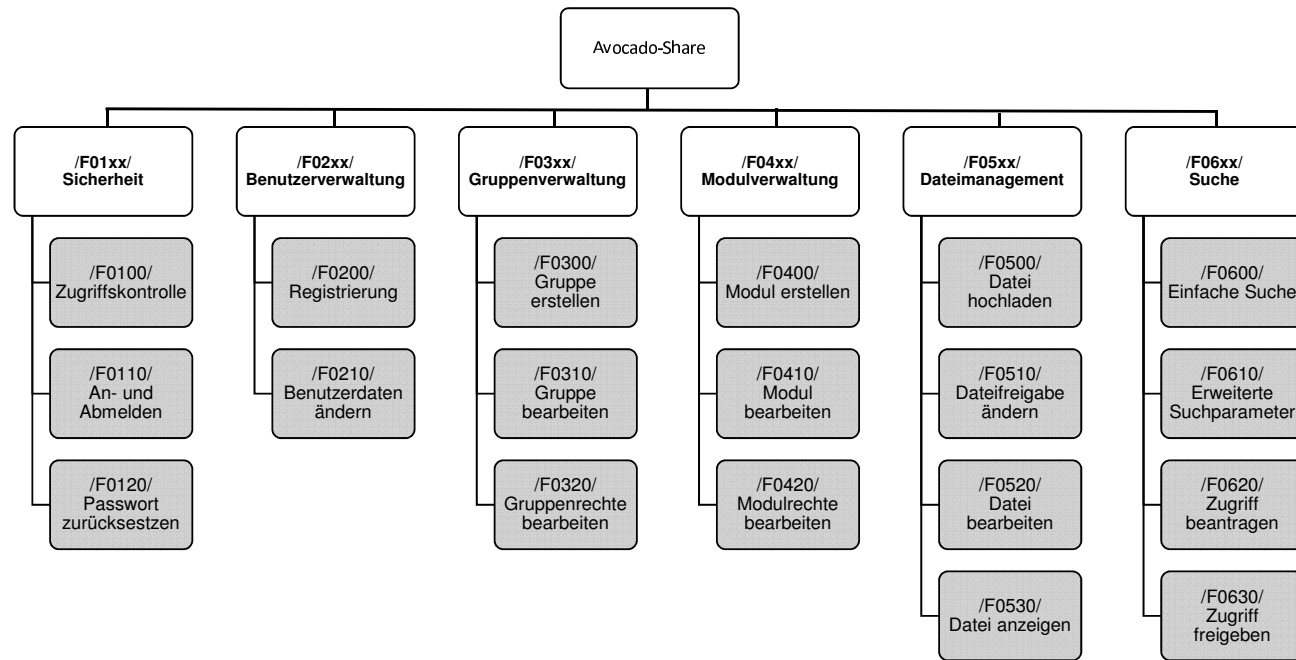 Avocado-Share
/F01xx/
Sicherheit
/F02xx/
Benutzerverwaltung
/F03xx/
Gruppenverwaltung
/F04xx/
Modulverwaltung
/F05xx/
Dateimanagement
/F06xx/
Suche
/F0100/
Zugriffskontrolle
/F0110/
An- und
Abmelden
/F0120/
Passwort
zurücksestzen
/F0200/
Registrierung
/F0210/
Benutzerdaten
ändern
/F0300/
Gruppe
erstellen
/F0310/
Gruppe
bearbeiten
/F0320/
Gruppenrechte
bearbeiten
/F0400/
Modul erstellen
/F0410/
Modul
bearbeiten
/F0420/
Modulrechte
bearbeiten
/F0500/
Datei
hochladen
/F0510/
Dateifreigabe
ändern
/F0520/
Datei
bearbeiten
/F0530/
Datei anzeigen
/F0600/
Einfache Suche
/F0610/
Erweiterte
Suchparameter
/F0620/
Zugriff
beantragen
/F0630/
Zugriff
freigeben